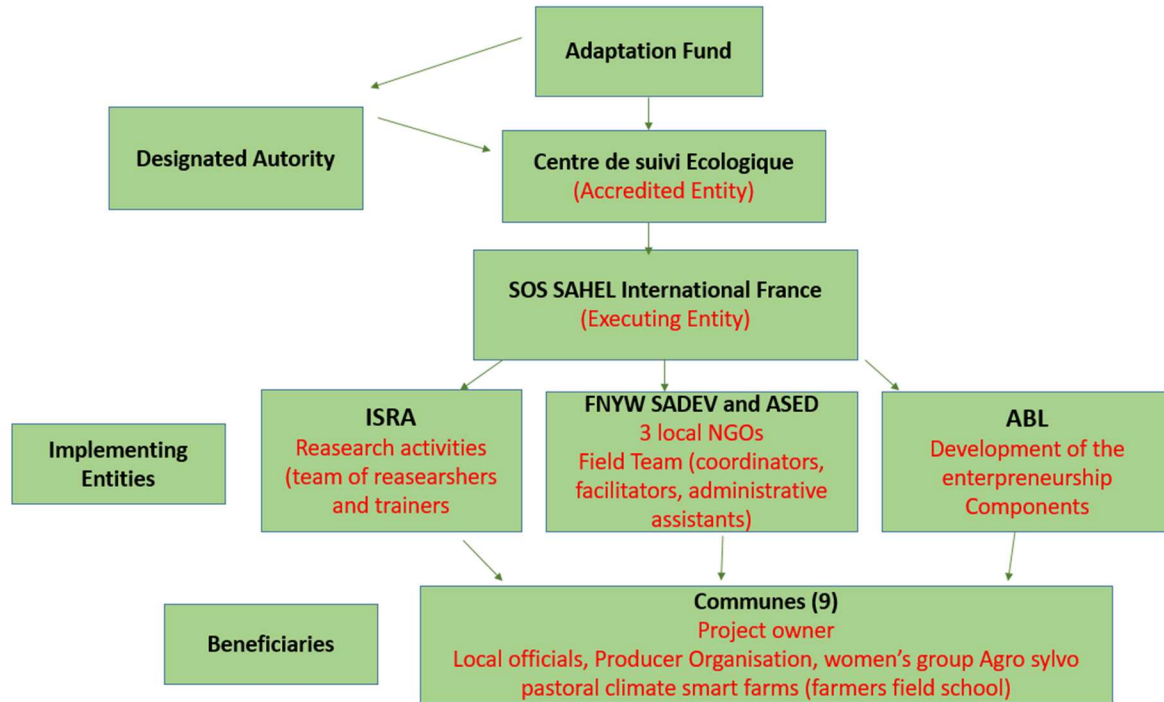 Adaptation Fund
Designated Autority
Centre de suivi Ecologique
(Accredited Entity)
SOS SAHEL International France
(Executing Entity)
Implementing
Entities
ISRA
Reasearch activities
(team of reasearshers
and trainers
FNYW SADEV and ASED
3 local NGOs
Field Team (coordinators,
facilitators, administrative
assistants)
ABL
Development of the
enterpreneurship
Components
Beneficiaries
Communes (9)
Project owner
Local officials, Producer Organisation, women’s group Agro sylvo
pastoral climate smart farms (farmers field school)